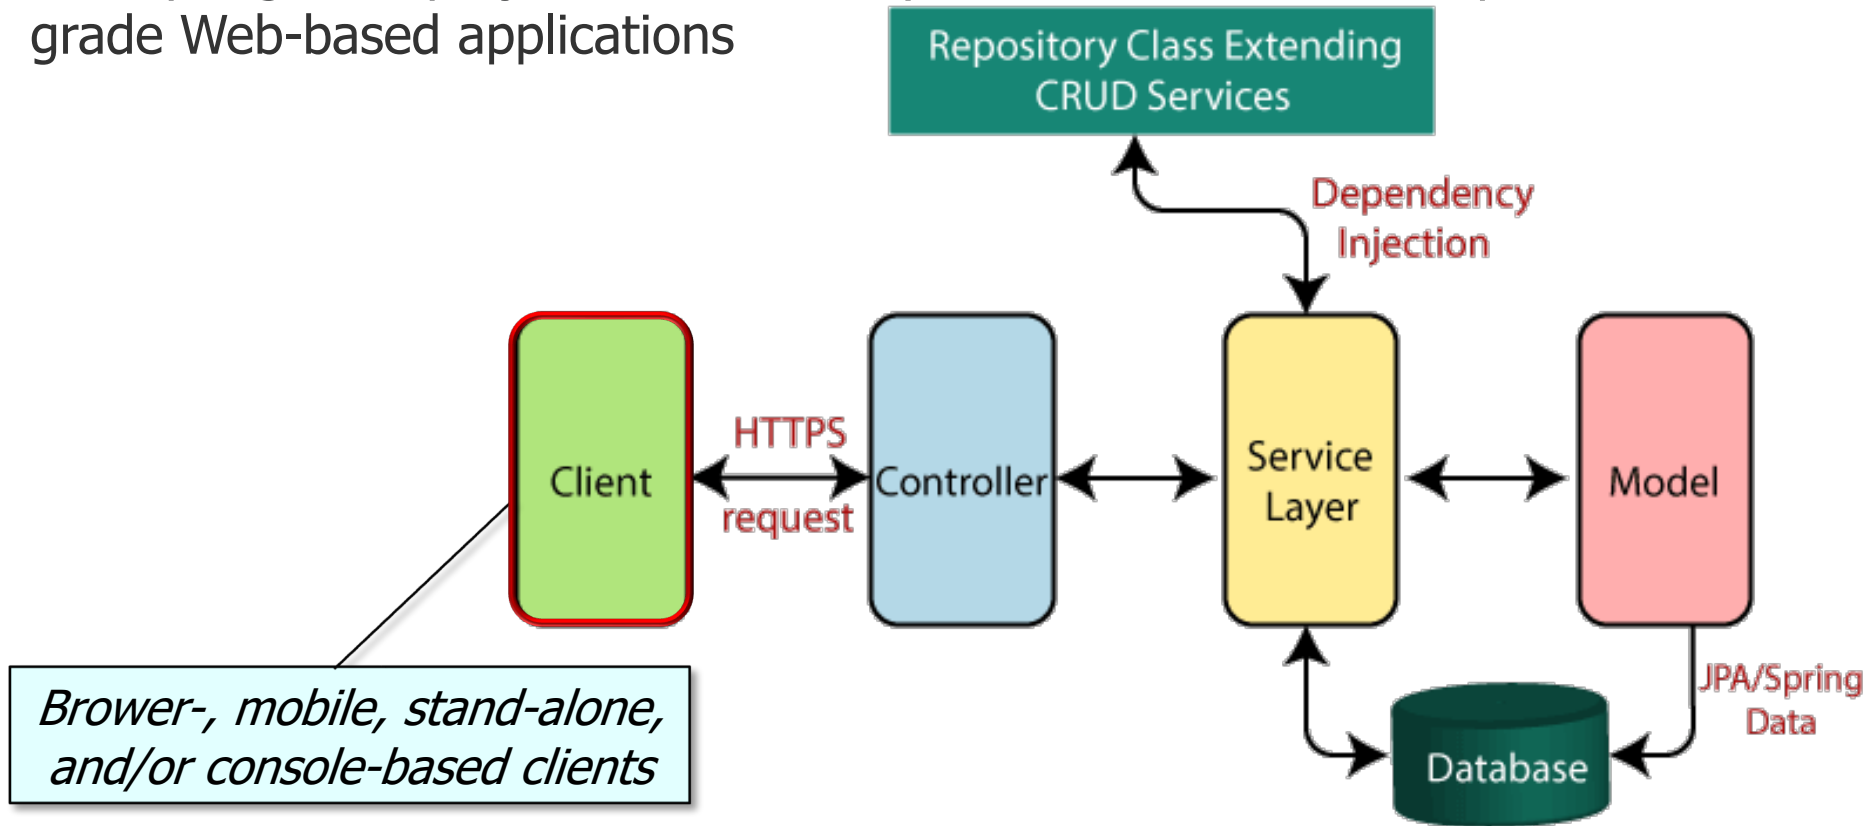 grade Web-based applications
Repository Class Extending
CRUD Services
Dependency
Injection
HTTPS
request
Client
Controller
Service
Layer
Model
JPA/Spring
Data
Database
Brower-, mobile, stand-alone,
and/or console-based clients